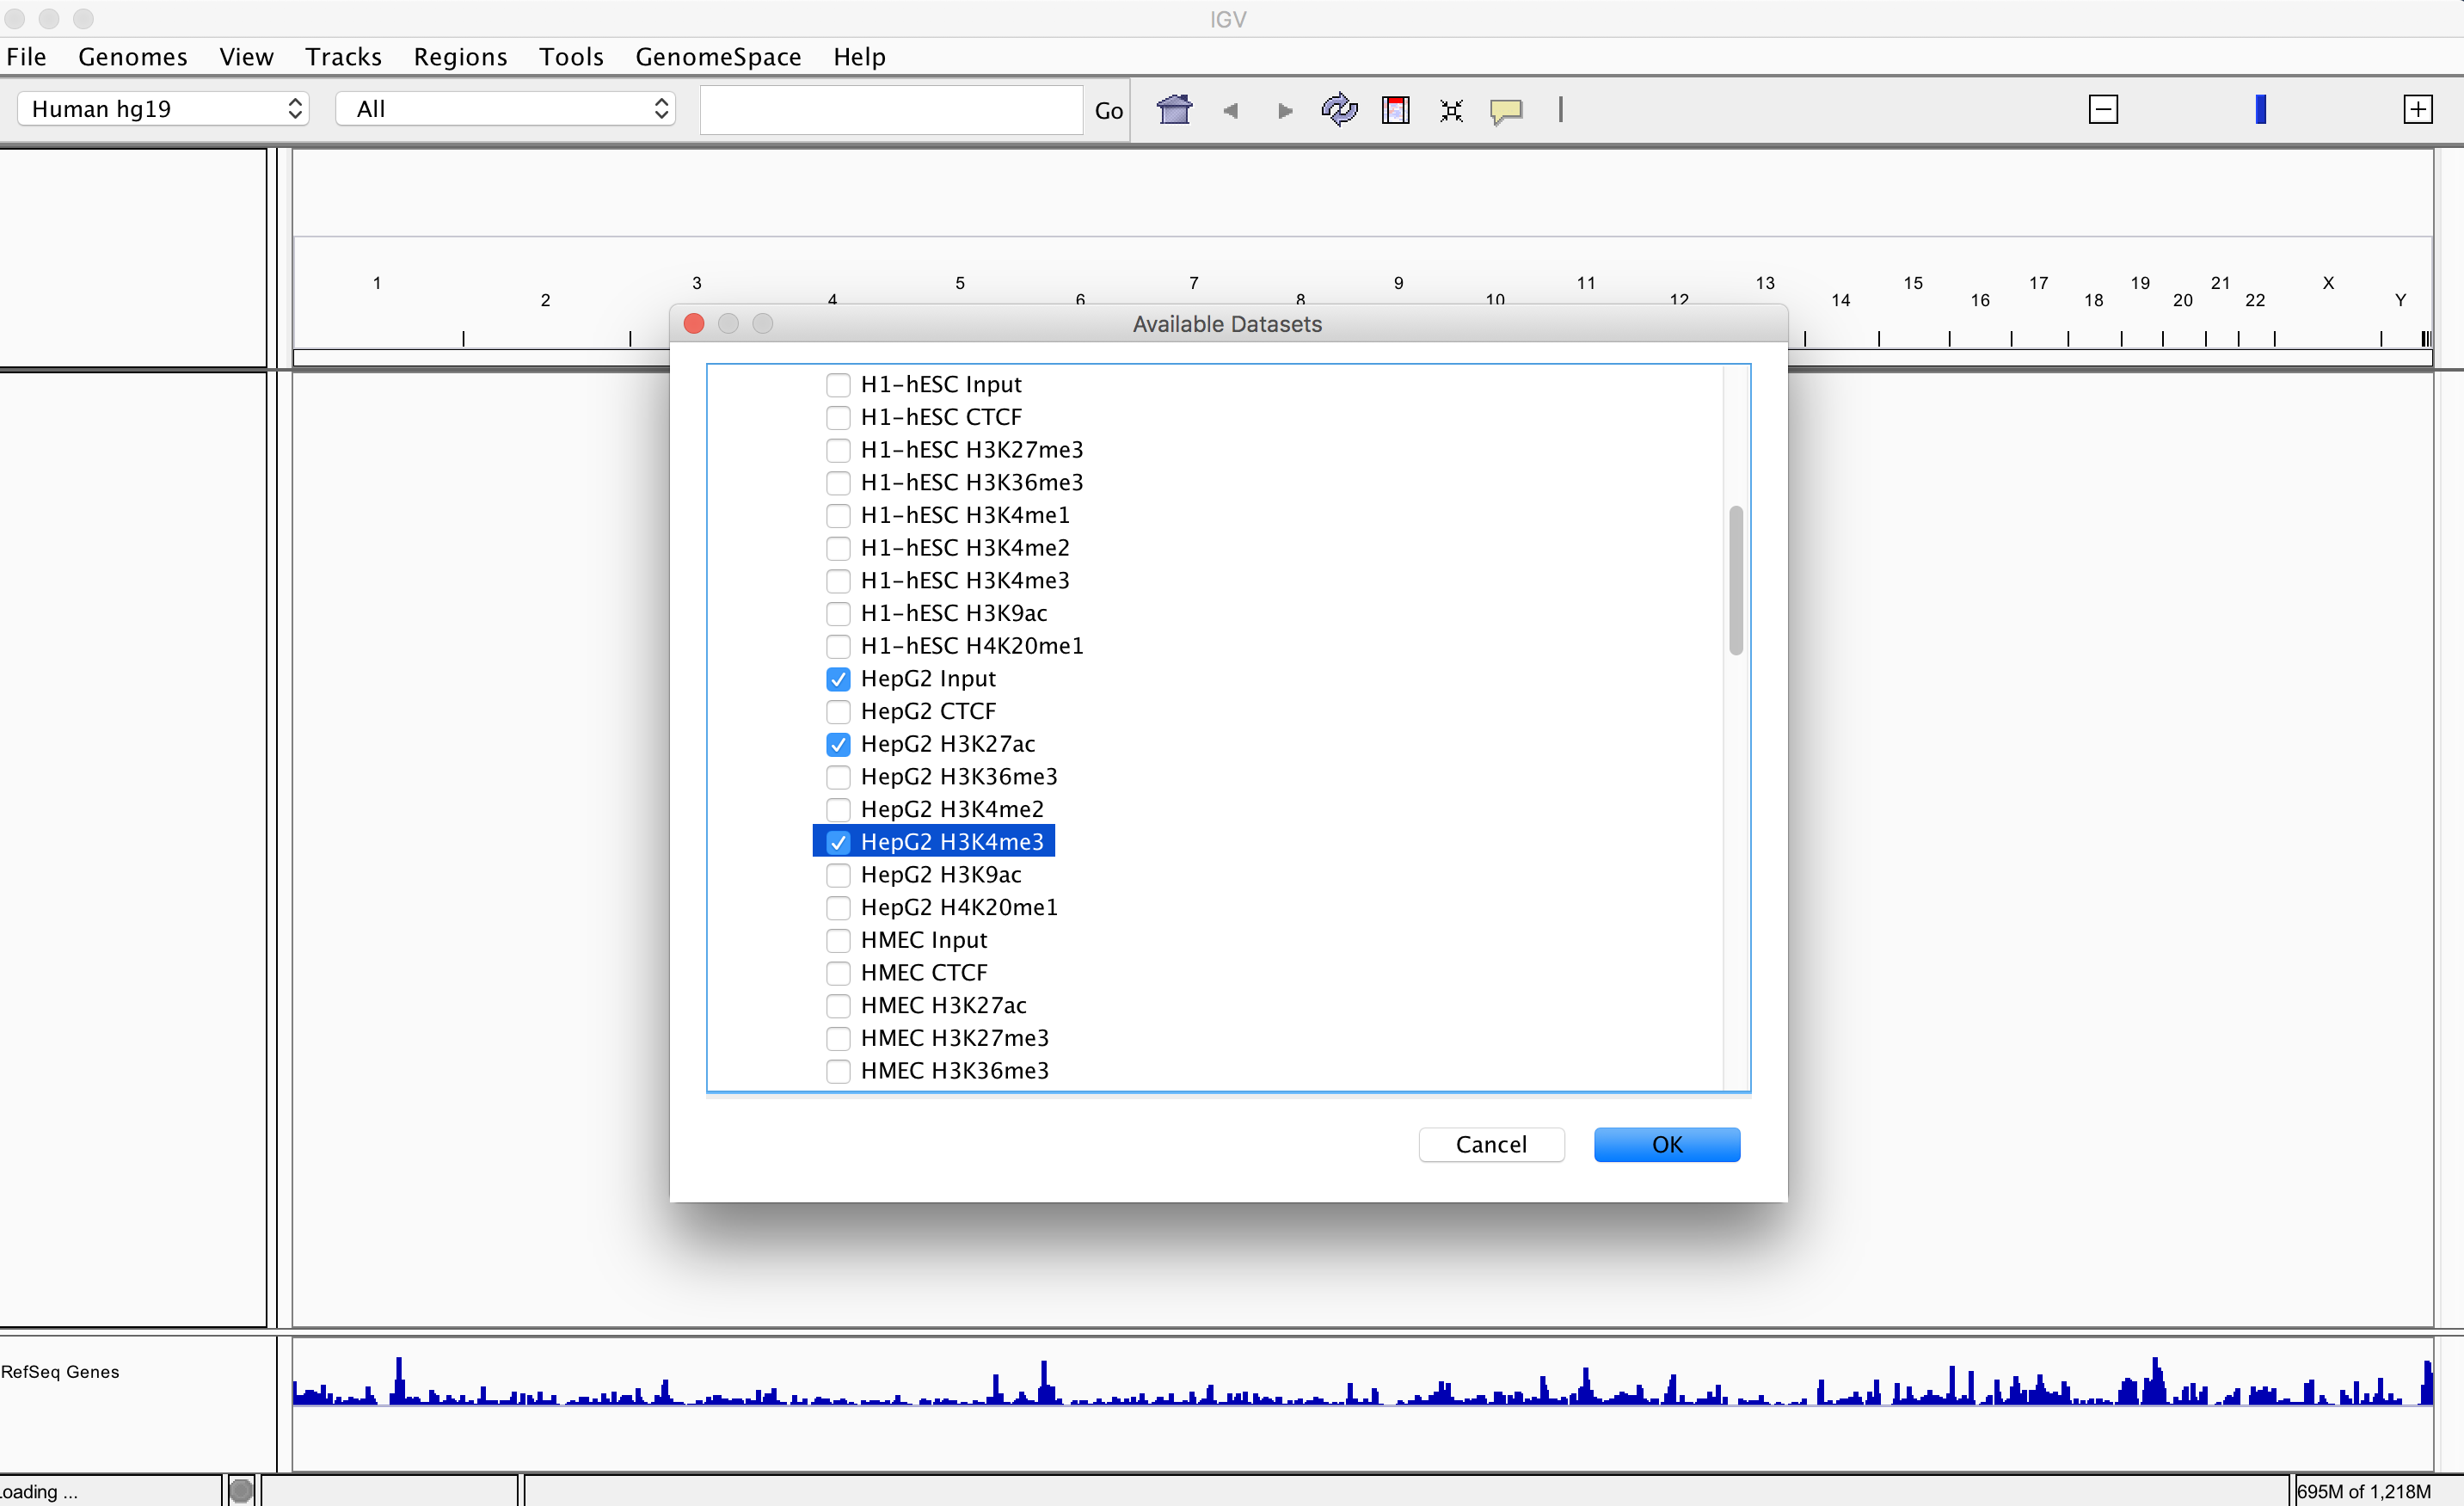 IGV
File Genomes View Tracks Regions Tools GenomeSpace Help
Human hg19 All Go
1 3 5 7 9 11 13 15 17 19 21 X
2 4 6 8 10 12 14 16 18 20 22 Y
Available Datasets
H1-hESC Input
H1-hESC CTCF
H1-hESC H3K27me3
H1-hESC H3K36me3
H1-hESC H3K4me1
H1-hESC H3K4me2
H1-hESC H3K4me3
H1-hESC H3K9ac
H1-hESC H4K20me1
HepG2 Input
HepG2 CTCF
HepG2 H3K27ac
HepG2 H3K36me3
HepG2 H3K4me2
HepG2 H3K4me3
HepG2 H3K9ac
HepG2 H4K20me1
HMEC Input
HMEC CTCF
HMEC H3K27ac
HMEC H3K27me3
HMEC H3K36me3
Cancel OK
RefSeq Genes
oading ... 695M of 1,218M